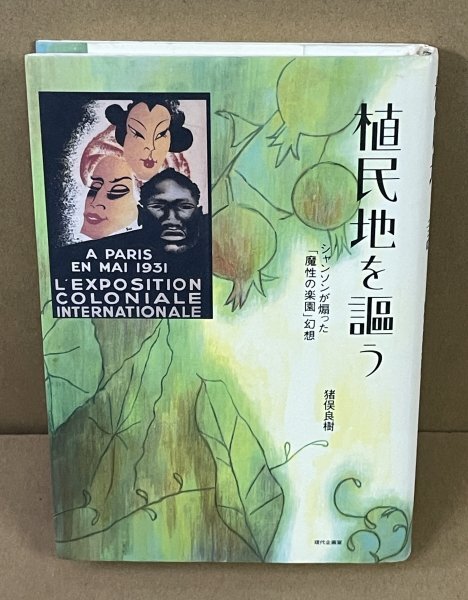 植民地を謳う
シャンソンが煽った
「魔性の楽園」幻想
猪俣良樹
A PARIS
EN MAI 1931
L'EXPOSITION
COLONIALE
INTERNATIONALE
現代企画室